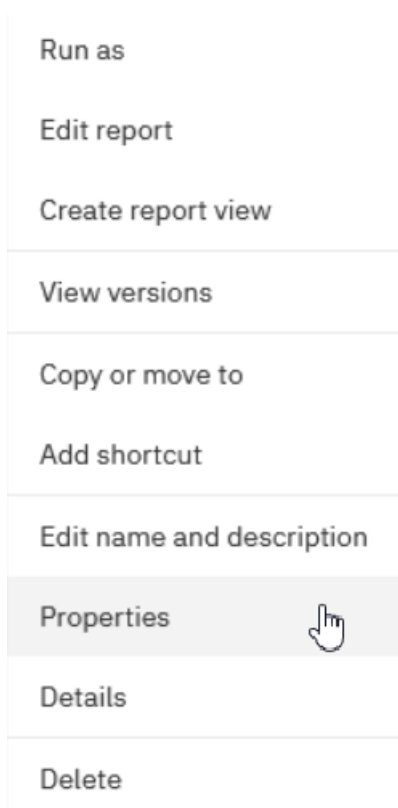 Run as
Edit report
Create report view
View versions
Copy or move to
Add shortcut
Edit name and description
Properties
Details
Delete